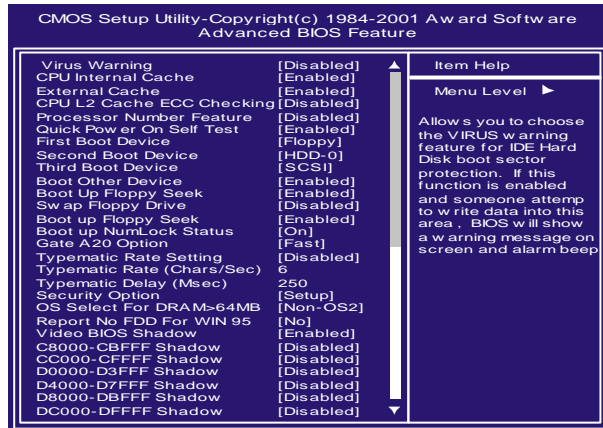 CMOS Setup Utility-Copyright(c) 1984-2001 Award Software
Advanced BIOS Feature
Virus Warning [Disabled]
CPU Internal Cache [Enabled]
External Cache [Enabled]
CPU L2 Cache ECC Checking [Disabled]
Processor Number Feature [Disabled]
Quick Power On Self Test [Enabled]
First Boot Device [Floppy]
Second Boot Device [HDD-0]
Third Boot Device [SCSI]
Boot Other Device [Enabled]
Boot Up Floppy Seek [Enabled]
Swap Floppy Drive [Disabled]
Boot up Floppy Seek [Enabled]
Boot up NumLock Status [On]
Gate A20 Option [Fast]
Typematic Rate Setting [Disabled]
Typematic Rate (Chars/Sec) 6
Typematic Delay (Msec) 250
Security Option [Setup]
OS Select For DRAM>64MB [Non-OS2]
Report No FDD For WIN 95 [No]
Video BIOS Shadow [Enabled]
C8000-CBFFF Shadow [Disabled]
CC000-CFFFF Shadow [Disabled]
D0000-D3FFF Shadow [Disabled]
D4000-D7FFF Shadow [Disabled]
D8000-DBFFF Shadow [Disabled]
DC000-DFFFF Shadow [Disabled]
Item Help
Menu Level
Allows you to choose
the VIRUS warning
feature for IDE Hard
Disk boot sector
protection. If this
function is enabled
and someone attemp
to write data into this
area , BIOS will show
a warning message on
screen and alarm beep